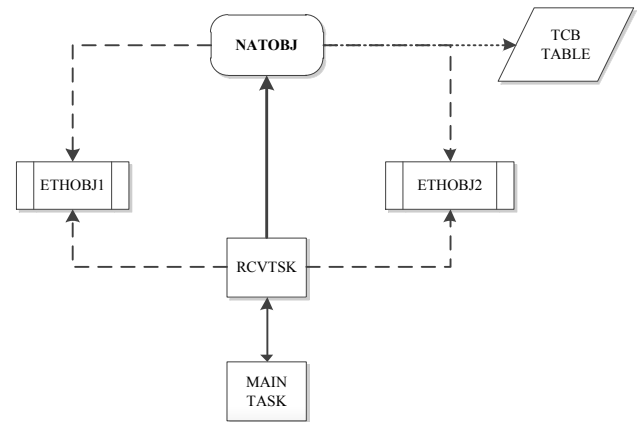 NATOBJ
TCB
TABLE
ETHOBJ1
ETHOBJ2
RCVTSK
MAIN
TASK